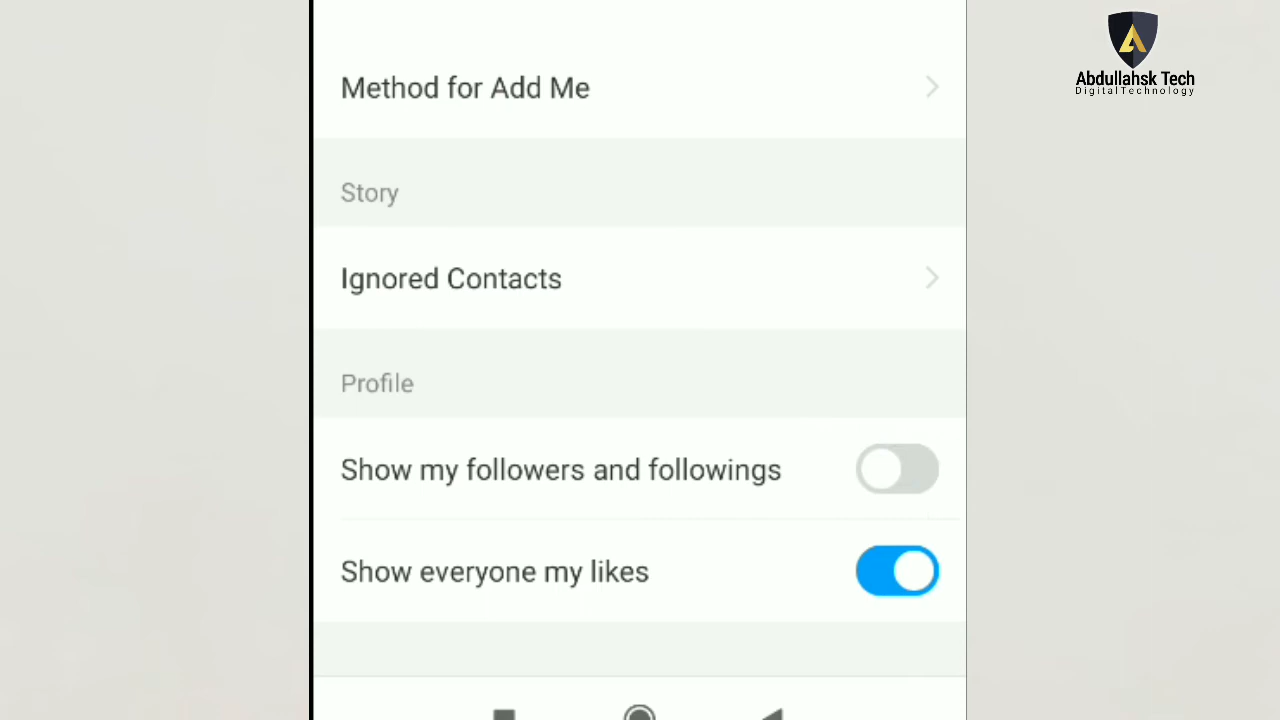 Method for Add Me
Story
Ignored Contacts
Profile
Show my followers and followings
Show everyone my likes
Abdullahsk Tech
DigitalTechnology